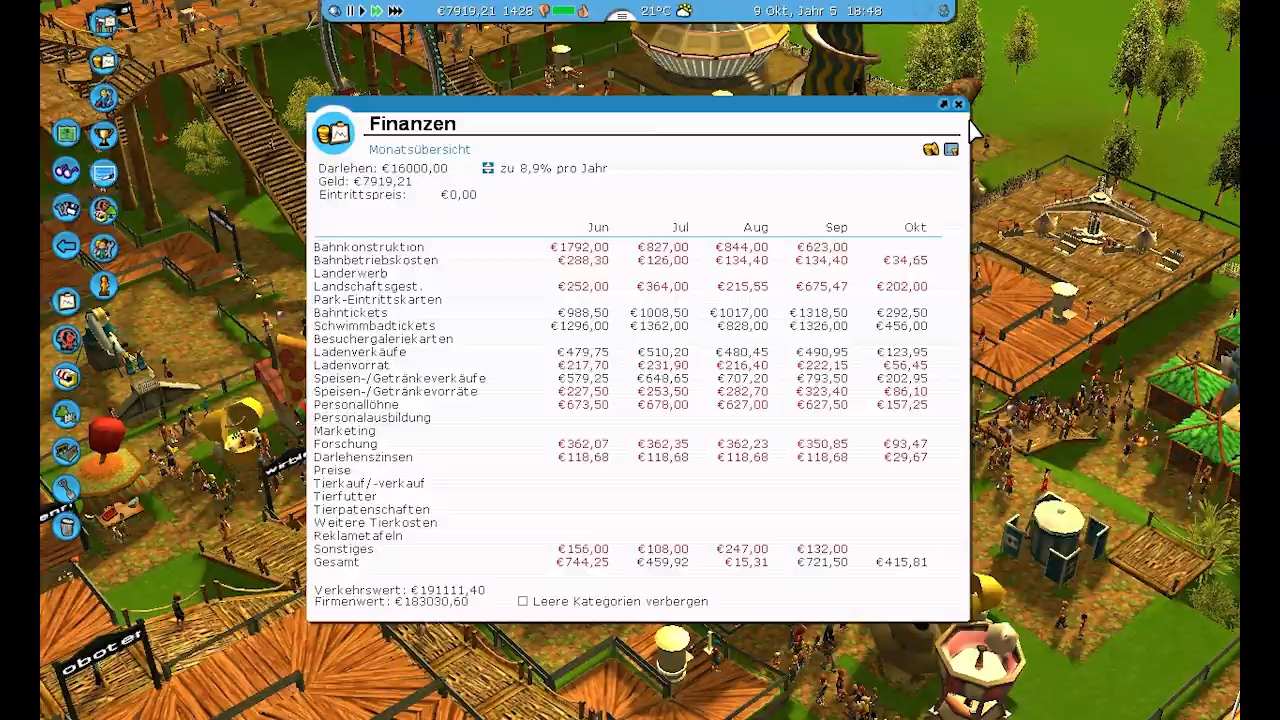 €7919,21 1428 21°C 9 Okt, Jahr 5 18:48
Finanzen
Monatsübersicht
Darlehen: €16000,00 zu 8,9% pro Jahr
Geld: €7919,21
Eintrittspreis: €0,00
Jun Jul Aug Sep Okt
Bahnkonstruktion €1792,00 €827,00 €844,00 €623,00
Bahnbetriebskosten €288,30 €126,00 €134,40 €134,40 €34,65
Landerwerb
Landschaftsgest. €252,00 €364,00 €215,55 €675,47 €202,00
Park-Eintrittskarten
Bahntickets €988,50 €1008,50 €1017,00 €1318,50 €292,50
Schwimmbadtickets €1296,00 €1362,00 €828,00 €1326,00 €456,00
Besuchergaleriekarten
Ladenverkäufe €479,75 €510,20 €480,45 €490,95 €123,95
Ladenvorrat €217,70 €231,90 €216,40 €222,15 €56,45
Speisen-/Getränkeverkäufe €579,25 €648,65 €707,20 €793,50 €202,95
Speisen-/Getränkevorräte €227,50 €253,50 €282,70 €323,40 €86,10
Personallöhne €673,50 €678,00 €627,00 €627,50 €157,25
Personalausbildung
Marketing
Forschung €362,07 €362,35 €362,23 €350,85 €93,47
Darlehenszinsen €118,68 €118,68 €118,68 €118,68 €29,67
Preise
Tierkauf/-verkauf
Tierfutter
Tierpatenschaften
Weitere Tierkosten
Reklametafeln
Sonstiges €156,00 €108,00 €247,00 €132,00
Gesamt €744,25 €459,92 €15,31 €721,50 €415,81
Verkehrswert: €191111,40
Firmenwert: €183030,60 Leere Kategorien verbergen
wirbl
oboter